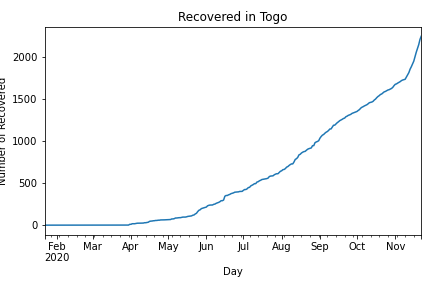 Recovered in Togo
Number of Recovered
2000
1500
1000
500
0
Feb Mar Apr May Jun Jul Aug Sep Oct Nov
2020
Day